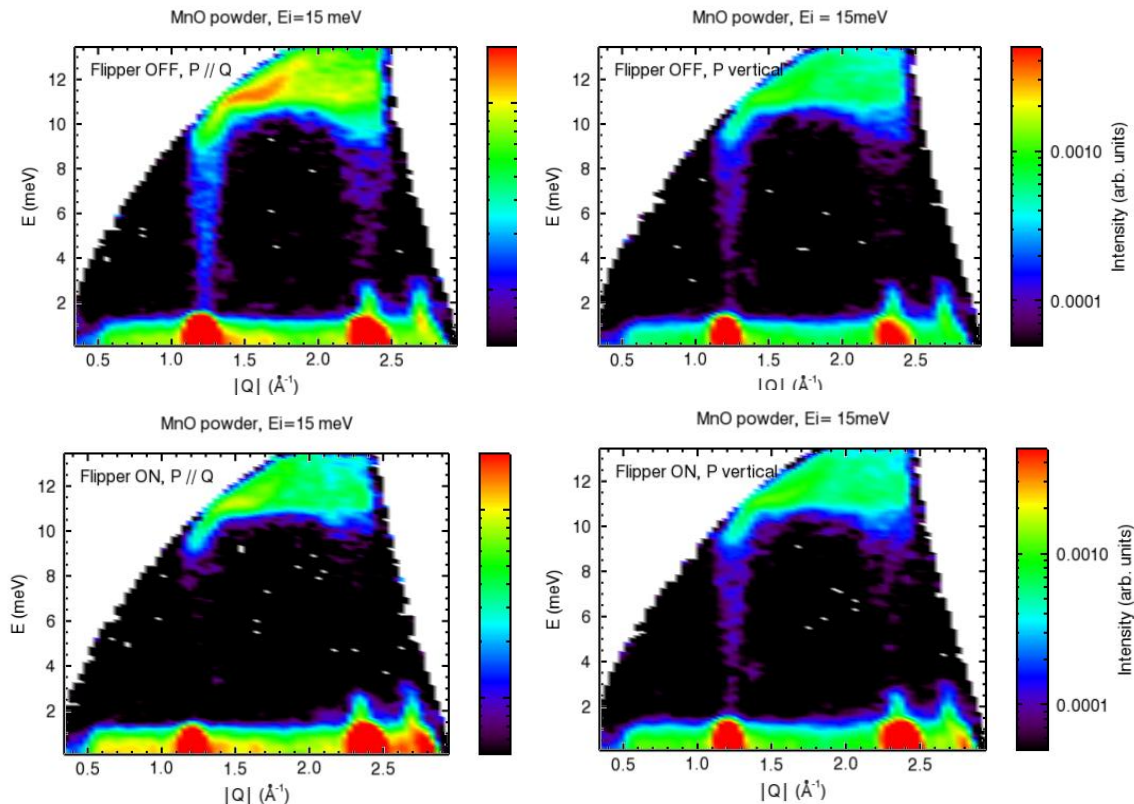 MnO powder, Ei=15 meV
Flipper OFF, P // Q
E (meV)
12
10
8
6
4
2
0.5 1.0 1.5 2.0 2.5
|Q| (Å⁻¹)
MnO powder, Ei = 15meV
Flipper OFF, P vertical
E (meV)
12
10
8
6
4
2
0.5 1.0 1.5 2.0 2.5
|Q| (Å⁻¹)
0.0010
0.0001
Intensity (arb. units)
MnO powder, Ei=15 meV
Flipper ON, P // Q
E (meV)
12
10
8
6
4
2
0.5 1.0 1.5 2.0 2.5
|Q| (Å⁻¹)
MnO powder, Ei= 15meV
Flipper ON, P vertical
E (meV)
12
10
8
6
4
2
0.5 1.0 1.5 2.0 2.5
|Q| (Å⁻¹)
0.0010
0.0001
Intensity (arb. units)